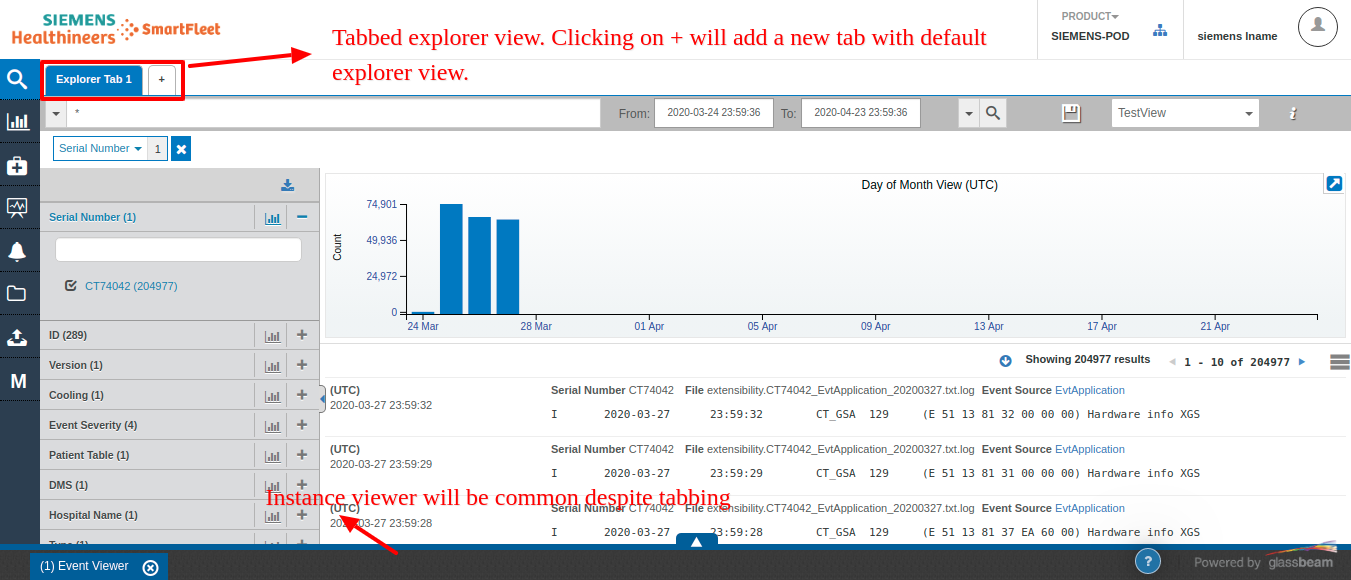 SIEMENS
Healthineers
SmartFleet
Tabbed explorer view. Clicking on + will add a new tab with default
explorer view.
PRODUCT
SIEMENS-POD
siemens lname
Explorer Tab 1
+
*
From: 2020-03-24 23:59:36 To: 2020-04-23 23:59:36
TestView
i
Serial Number 1
Day of Month View (UTC)
Count
74,901
49,936
24,972
0
24 Mar 28 Mar 01 Apr 05 Apr 09 Apr 13 Apr 17 Apr 21 Apr
Serial Number (1)
CT74042 (204977)
ID (289)
Version (1)
Cooling (1)
Event Severity (4)
Patient Table (1)
DMS (1)
Hospital Name (1)
M
Showing 204977 results 1 - 10 of 204977
(UTC) Serial Number CT74042 File extensibility.CT74042_EvtApplication_20200327.txt.log Event Source EvtApplication
2020-03-27 23:59:32
I 2020-03-27 23:59:32 CT_GSA 129 (E 51 13 81 32 00 00 00) Hardware info XGS
(UTC) Serial Number CT74042 File extensibility.CT74042_EvtApplication_20200327.txt.log Event Source EvtApplication
2020-03-27 23:59:29
I 2020-03-27 23:59:29 CT_GSA 129 (E 51 13 81 31 00 00 00) Hardware info XGS
Instance viewer will be common despite tabbing
(UTC) Serial Number CT74042 File extensibility.CT74042_EvtApplication_20200327.txt.log Event Source EvtApplication
2020-03-27 23:59:28
I 2020-03-27 23:59:28 CT_GSA 129 (E 51 13 81 37 EA 60 00) Hardware info XGS
(1) Event Viewer
?
Powered by glassbeam